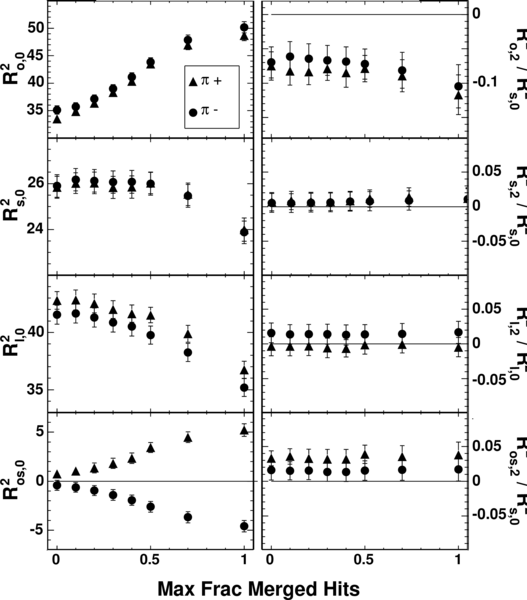 50
45
40
35
R²o,0
π +
π -
0
-0.1
R²o,2 / R²s,0
26
24
R²s,0
0.05
0
-0.05
R²s,2 / R²s,0
40
35
R²l,0
0.05
0
-0.05
R²l,2 / R²l,0
5
0
-5
R²os,0
0.05
0
-0.05
R²os,2 / R²s,0
0 0.5 1 0 0.5 1
Max Frac Merged Hits